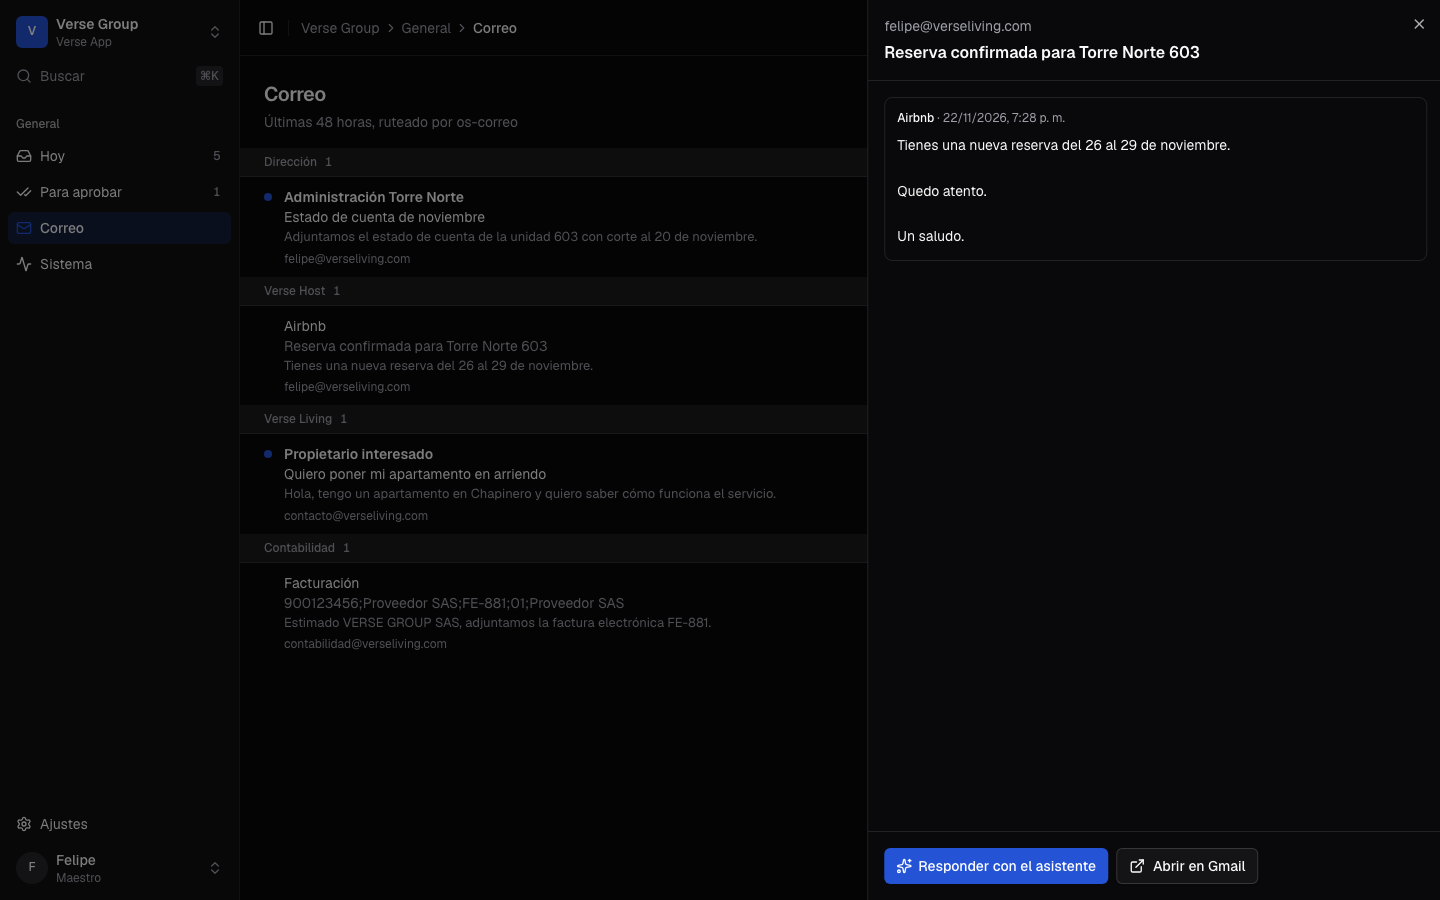 V
Verse Group
Verse App
Buscar
⌘K
General
Hoy
5
Para aprobar
1
Correo
Sistema
Ajustes
F
Felipe
Maestro
Verse Group
General
Correo
Correo
Últimas 48 horas, ruteado por os-correo
Dirección 1
Administración Torre Norte
Estado de cuenta de noviembre
Adjuntamos el estado de cuenta de la unidad 603 con corte al 20 de noviembre.
felipe@verseliving.com
Verse Host 1
Airbnb
Reserva confirmada para Torre Norte 603
Tienes una nueva reserva del 26 al 29 de noviembre.
felipe@verseliving.com
Verse Living 1
Propietario interesado
Quiero poner mi apartamento en arriendo
Hola, tengo un apartamento en Chapinero y quiero saber cómo funciona el servicio.
contacto@verseliving.com
Contabilidad 1
Facturación
900123456;Proveedor SAS;FE-881;01;Proveedor SAS
Estimado VERSE GROUP SAS, adjuntamos la factura electrónica FE-881.
contabilidad@verseliving.com
felipe@verseliving.com
Reserva confirmada para Torre Norte 603
Airbnb · 22/11/2026, 7:28 p. m.
Tienes una nueva reserva del 26 al 29 de noviembre.
Quedo atento.
Un saludo.
Responder con el asistente
Abrir en Gmail